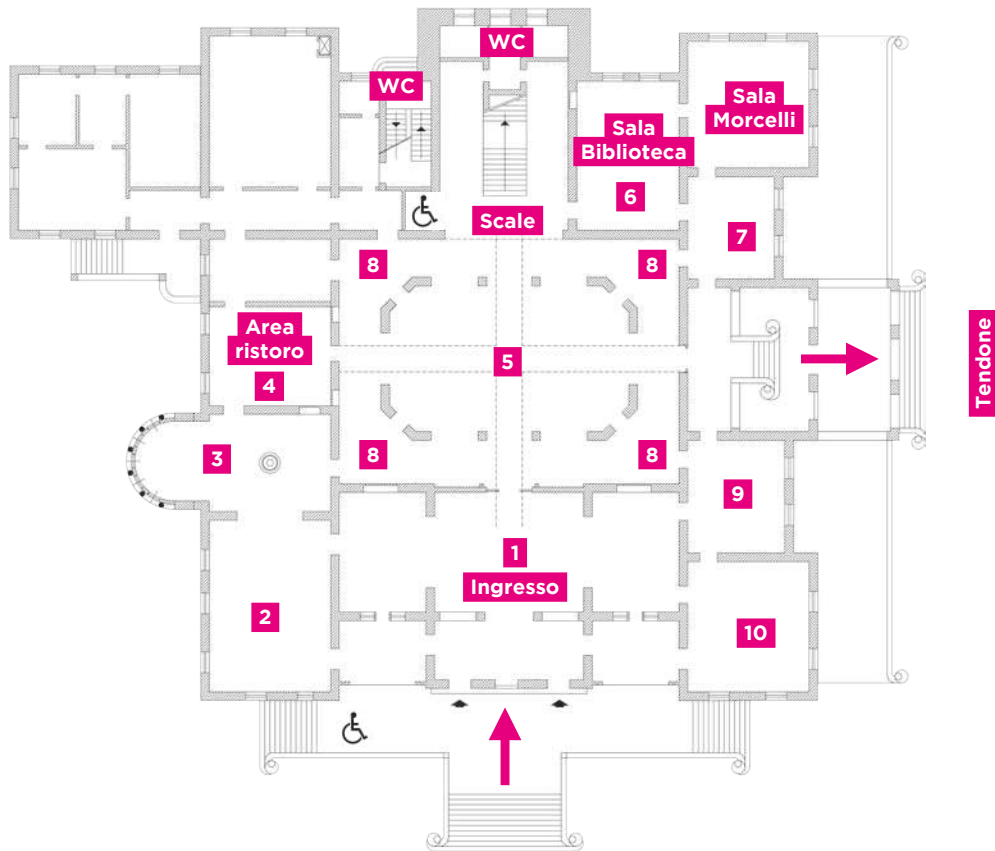 WC
WC
Sala
Morcelli
Sala
Biblioteca
6
Scale
7
8
8
Area
ristoro
4
5
Tendone
3
8
8
9
1
Ingresso
2
10